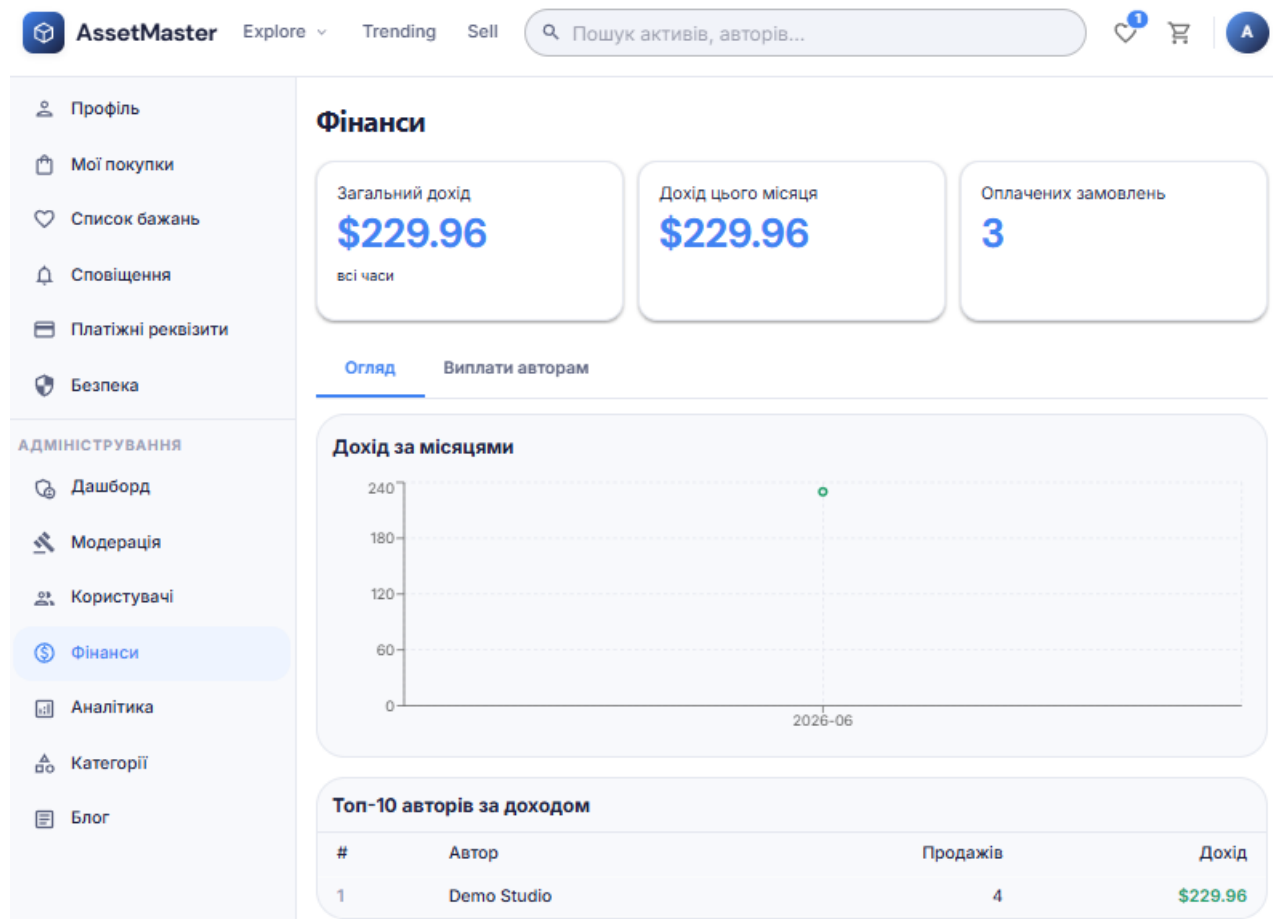 AssetMaster Explore Trending Sell Пошук активів, авторів... 1 A
Профіль
Мої покупки
Список бажань
Сповіщення
Платіжні реквізити
Безпека
АДМІНІСТРУВАННЯ
Дашборд
Модерація
Користувачі
Фінанси
Аналітика
Категорії
Блог
Фінанси
Загальний дохід
$229.96
всі часи
Дохід цього місяця
$229.96
Оплачених замовлень
3
Огляд Виплати авторам
Дохід за місяцями
240
180
120
60
0
2026-06
Топ-10 авторів за доходом
# Автор Продажів Дохід
1 Demo Studio 4 $229.96